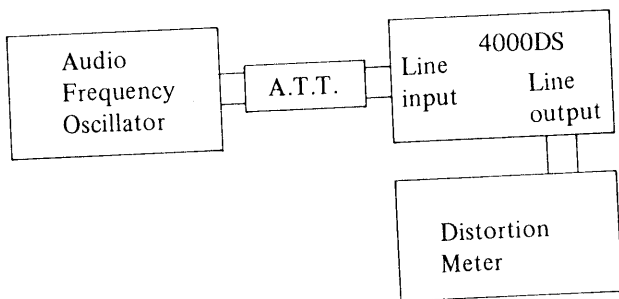 Audio
Frequency
Oscillator
A.T.T.
Line
input
4000DS
Line
output
Distortion
Meter